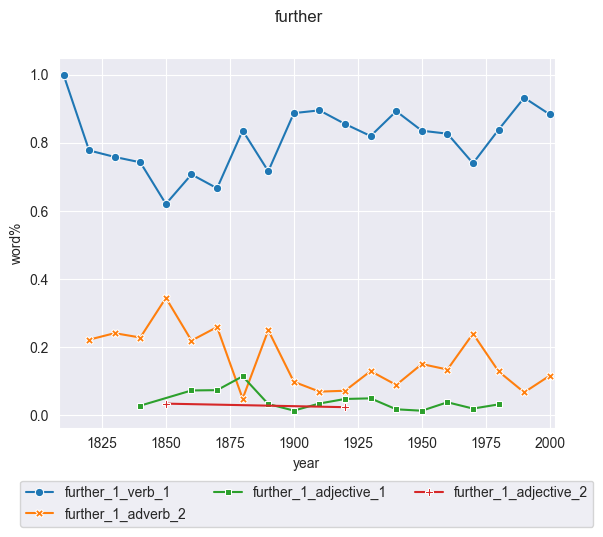 further
1.0
0.8
0.6
0.4
0.2
0.0
word%
1825 1850 1875 1900 1925 1950 1975 2000
year
further_1_verb_1 further_1_adjective_1 further_1_adjective_2
further_1_adverb_2